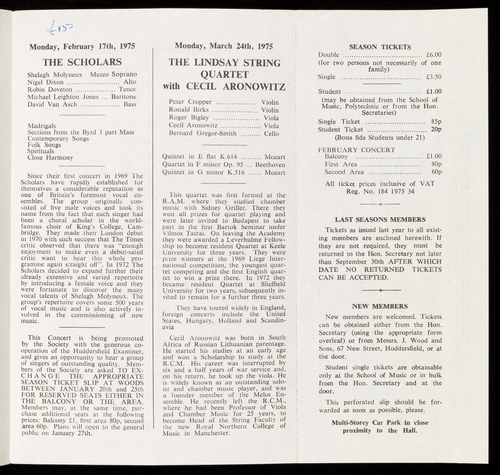 £1.50
Monday, February 17th, 1975
THE SCHOLARS
Shelagh Molyneux Mezzo Soprano
Nigel Dixon ... Alto
Robin Doveton ... Tenor
Michael Leighton Jones ... Baritone
David Van Asch ... Bass
Madrigals
Sections from the Byrd 3 part Mass
Contemporary Songs
Folk Songs
Spirituals
Close Harmony
Since their first concert in 1969 The
Scholars have rapidly established for
themselves a considerable reputation as
one of Britain's foremost vocal en-
sembles. The group originally con-
sisted of five male voices and took its
name from the fact that each singer had
been a choral scholar in the world-
famous choir of King's College, Cam-
bridge. They made their London debut
in 1970 with such success that The Times
critic observed that there was "enough
enjoyment to make even a debut-sated
critic want to hear this whole pro-
gramme again straight off". In 1972 The
Scholars decided to expand further their
already extensive and varied repertoire
by introducing a female voice and they
were fortunate to discover the many
vocal talents of Shelagh Molyneux. The
group's repertory covers some 500 years
of vocal music and is also actively in-
volved in the commissioning of new
music.
This Concert is being promoted
by the Society with the generous co-
operation of the Huddersfield Examiner,
and gives an opportunity to hear a group
of singers of outstanding quality. Mem-
bers of the Society are asked TO EX-
CHANGE THE APPROPRIATE
SEASON TICKET SLIP AT WOODS
BETWEEN JANUARY 20th and 25th
FOR RESERVED SEATS EITHER IN
THE BALCONY OR THE AREA.
Members may, at the same time, pur-
chase additional seats at the following
prices: Balcony £1, first area 80p, second
area 60p. Plans will open to the general
public on January 27th.
Monday, March 24th, 1975
THE LINDSAY STRING
QUARTET
with CECIL ARONOWITZ
Peter Cropper ... Violin
Ronald Birks ... Violin
Roger Bigley ... Viola
Cecil Aronowitz ... Viola
Bernard Gregor-Smith ... Cello
Quintet in E flat K.614 ... Mozart
Quartet in F minor Op. 95 ... Beethoven
Quintet in G minor K.516 ... Mozart
This quartet was first formed at the
R.A.M. where they studied chamber
music with Sidney Griller. There they
won all prizes for quartet playing and
were later invited to Budapest to take
part in the first Bartok Seminar under
Vilmos Tatrai. On leaving the Academy
they were awarded a Leverhulme Fellow-
ship to become resident Quartet at Keele
University for three years. They were
prize winners at the 1969 Liege Inter-
national competition, the youngest quar-
tet competing and the first English quar-
tet to win a prize there. In 1972 they
became resident Quartet at Sheffield
University for two years, subsequently in-
vited to remain for a further three years.
They have toured widely in England,
foreign concerts include the United
States, Hungary, Holland and Scandin-
avia
Cecil Aronowitz was born in South
Africa of Russian Lithuanian parentage.
He started his studies at an early age
and won a Scholarship to study at the
R.C.M. His career was interrupted by
six and a half years of war service and,
on his return, he took up the viola. He
is widely known as an outstanding solo-
ist and chamber music player, and was
a founder member of the Melos En-
semble. He recently left the R.C.M.,
where he had been Professor of Viola
and Chamber Music for 25 years, to
become Head of the String Faculty of
the new Royal Northern College of
Music in Manchester.
SEASON TICKETS
Double ... £6.00
(for two persons not necessarily of one
family)
Single ... £3.50
Student ... £1.00
(may be obtained from the School of
Music, Polytechnic or from the Hon.
Secretaries)
Single Ticket ... 85p
Student Ticket ... 20p
(Bona fide Students under 21)
FEBRUARY CONCERT
Balcony ... £1.00
First Area ... 80p
Second Area ... 60p
All ticket prices inclusive of VAT
Reg. No. 184 1975 34
LAST SEASONS MEMBERS
Tickets as issued last year to all exist-
ing members are enclosed herewith. If
they are not required, they must be
returned to the Hon. Secretary not later
than September 30th AFTER WHICH
DATE NO RETURNED TICKETS
CAN BE ACCEPTED.
NEW MEMBERS
New members are welcomed. Tickets
can be obtained either from the Hon.
Secretary (using the appropriate form
overleaf) or from Messrs. J. Wood and
Sons, 67 New Street, Huddersfield, or at
the door.
Student single tickets are obtainable
only at the School of Music or in bulk
from the Hon. Secretary and at the
door.
This perforated slip should be for-
warded as soon as possible, please.
Multi-Storey Car Park in close
proximity to the Hall.